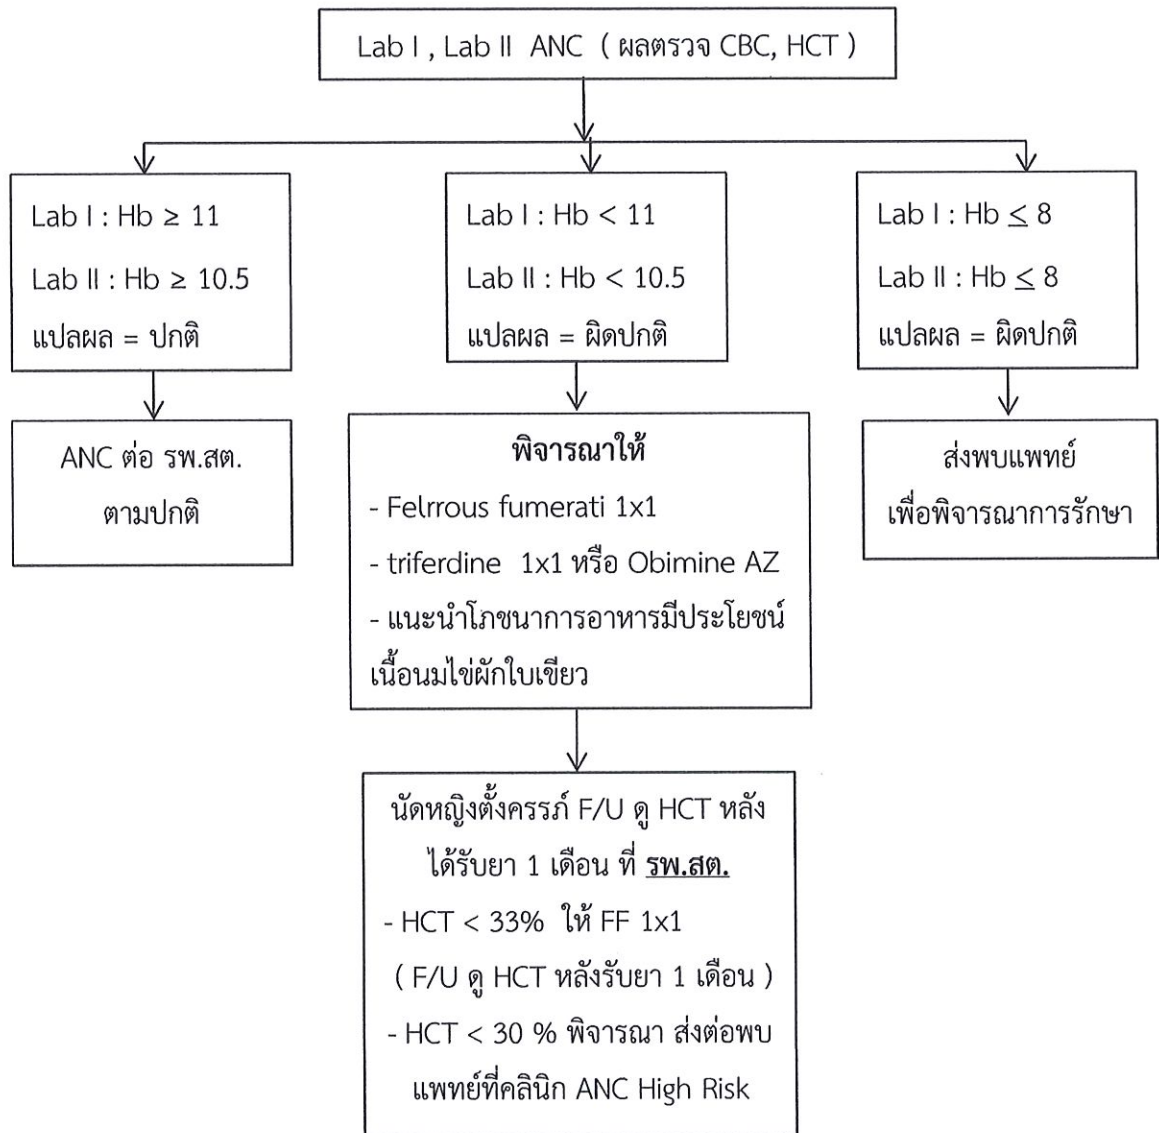 Lab I , Lab II ANC ( ผลตรวจ CBC, HCT )
Lab I : Hb ≥ 11
Lab II : Hb ≥ 10.5
แปลผล = ปกติ
Lab I : Hb < 11
Lab II : Hb < 10.5
แปลผล = ผิดปกติ
Lab I : Hb ≤ 8
Lab II : Hb ≤ 8
แปลผล = ผิดปกติ
ANC ต่อ รพ.สต.
ตามปกติ
พิจารณาให้
- Felrrous fumerati 1x1
- triferdine 1x1 หรือ Obimine AZ
- แนะนำโภชนาการอาหารมีประโยชน์
เนื้อนมไข่ผักใบเขียว
ส่งพบแพทย์
เพื่อพิจารณาการรักษา
นัดหญิงตั้งครรภ์ F/U ดู HCT หลัง
ได้รับยา 1 เดือน ที่ รพ.สต.
- HCT < 33% ให้ FF 1x1
( F/U ดู HCT หลังรับยา 1 เดือน )
- HCT < 30 % พิจารณา ส่งต่อพบ
แพทย์ที่คลินิก ANC High Risk